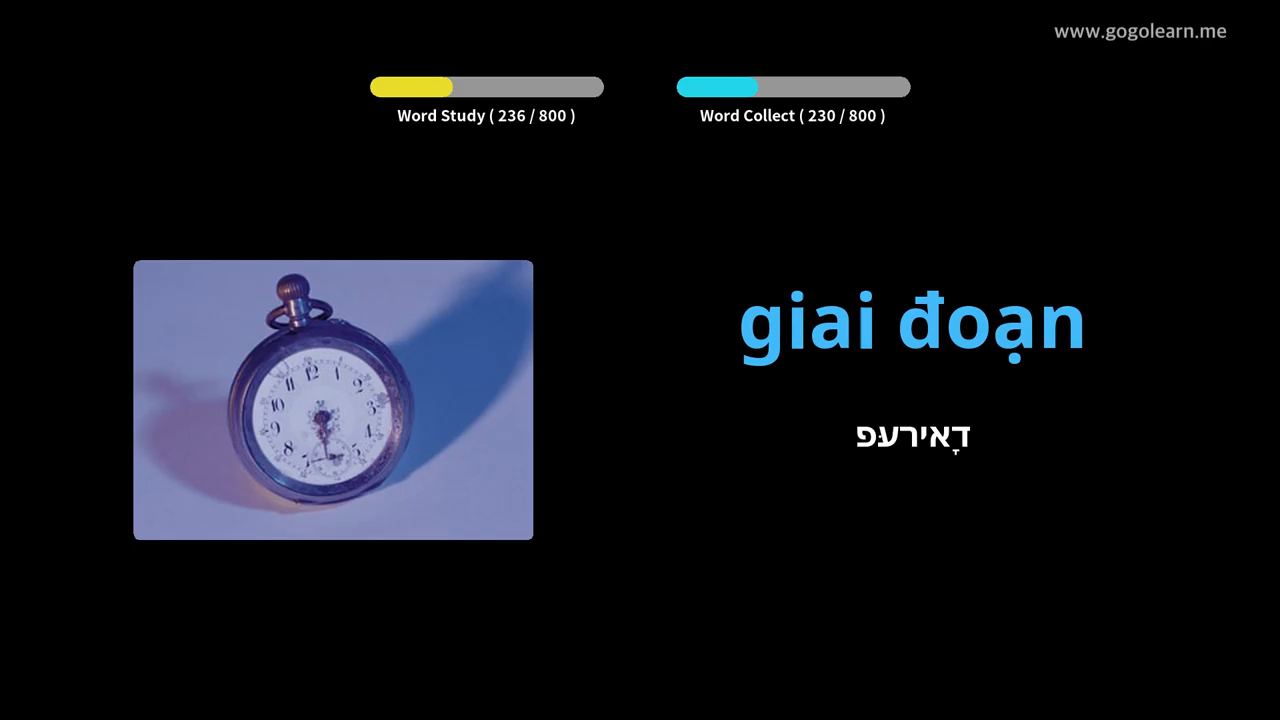 www.gogolearn.me
Word Study ( 236 / 800 )
Word Collect ( 230 / 800 )
giai đoạn
דָאירעפ